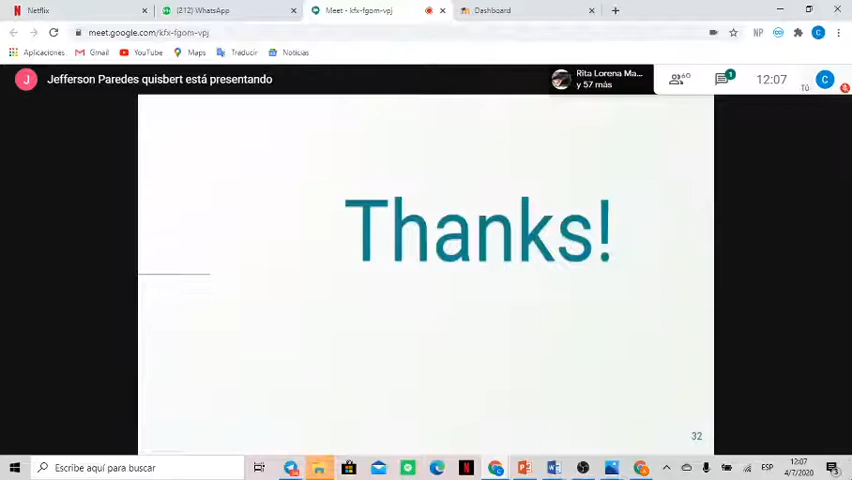 Netflix
(212) WhatsApp
Meet - kfx-fgom-vpj
Dashboard
meet.google.com/kfx-fgom-vpj
NP
C
Aplicaciones
Gmail
YouTube
Maps
Traducir
Noticias
J
Jefferson Paredes quisbert está presentando
Rita Lorena Ma...
y 57 más
60
1
12:07
Tú
C
Thanks!
32
Escribe aquí para buscar
ESP
12:07
4/7/2020
3